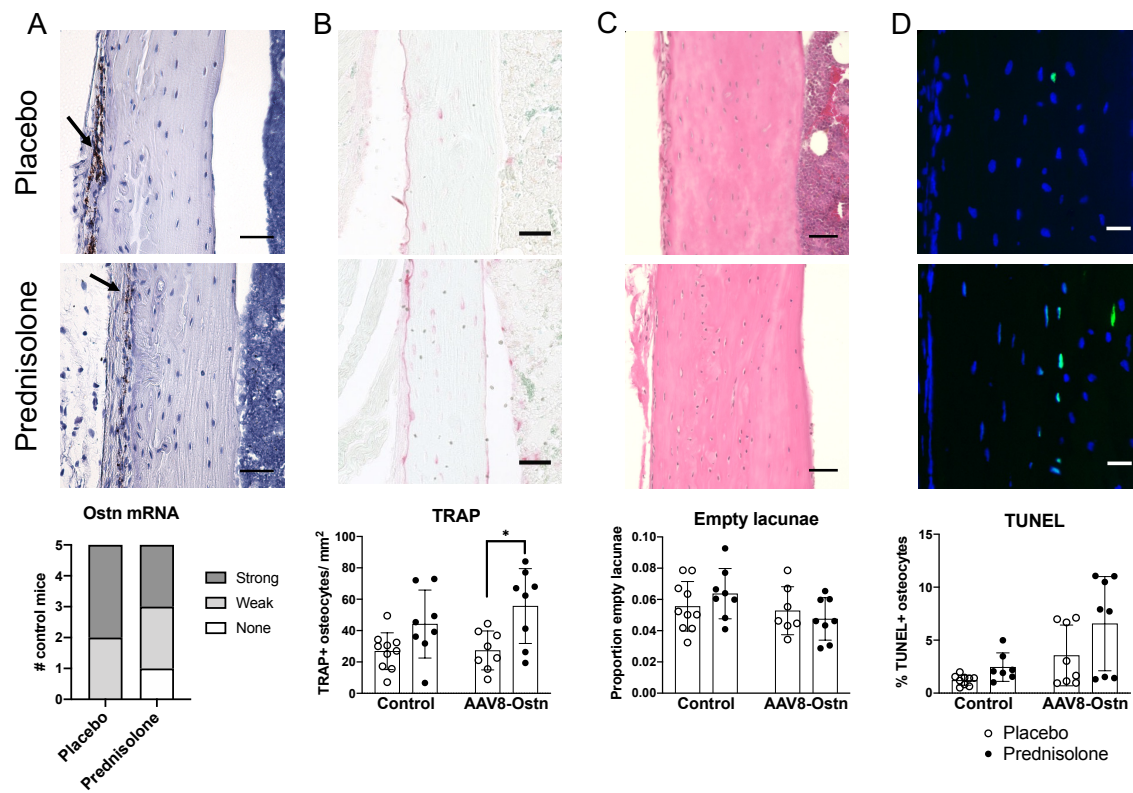 A
B
C
D
Placebo
Prednisolone
Ostn mRNA
# control mice
5
4
3
2
1
0
Strong
Weak
None
Placebo
Prednisolone
TRAP
TRAP+ osteocytes/ mm²
100
80
60
40
20
0
*
Control
AAV8-Ostn
Empty lacunae
Proportion empty lacunae
0.10
0.08
0.06
0.04
0.02
0.00
Control
AAV8-Ostn
TUNEL
% TUNEL+ osteocytes
15
10
5
0
Control
AAV8-Ostn
Placebo
Prednisolone